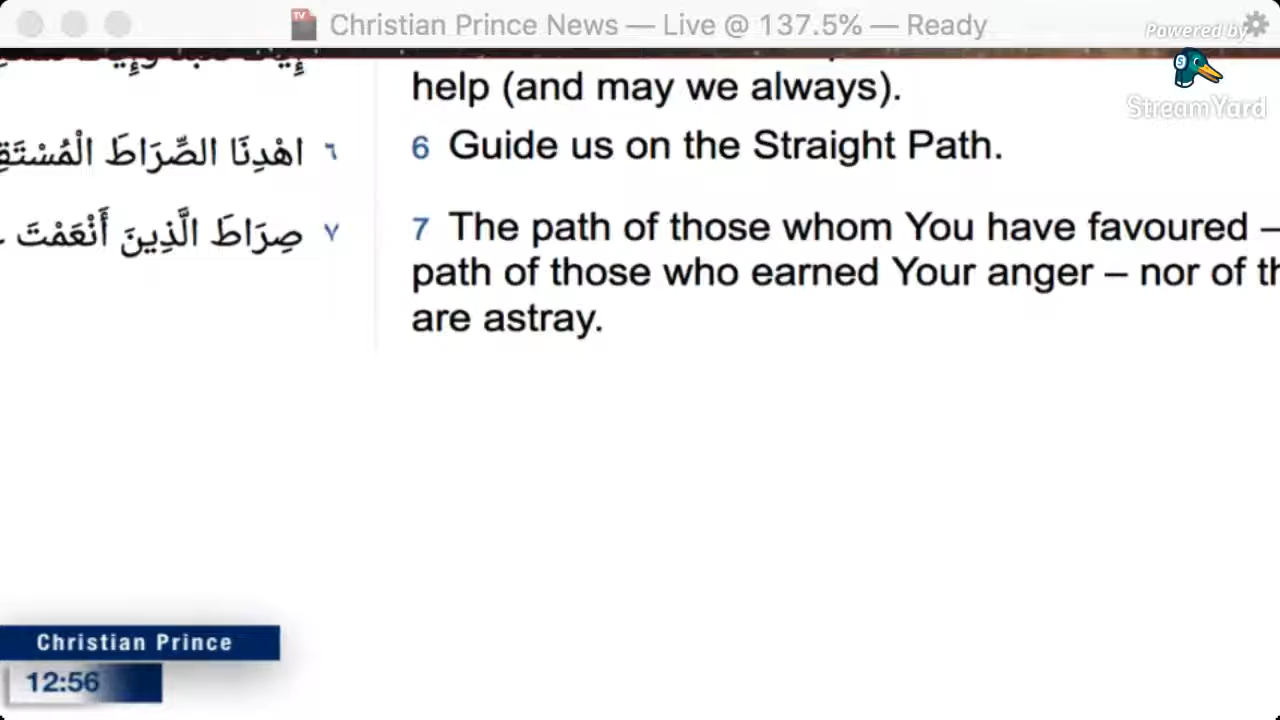 Christian Prince News — Live @ 137.5% — Ready
Powered by
StreamYard
help (and may we always).
اهْدِنَا الصِّرَاطَ ٦
6 Guide us on the Straight Path.
صِرَاطَ الَّذِينَ أَنْعَمْتَ ٧
7 The path of those whom You have favoured –
path of those who earned Your anger – nor of
are astray.
Christian Prince
12:56